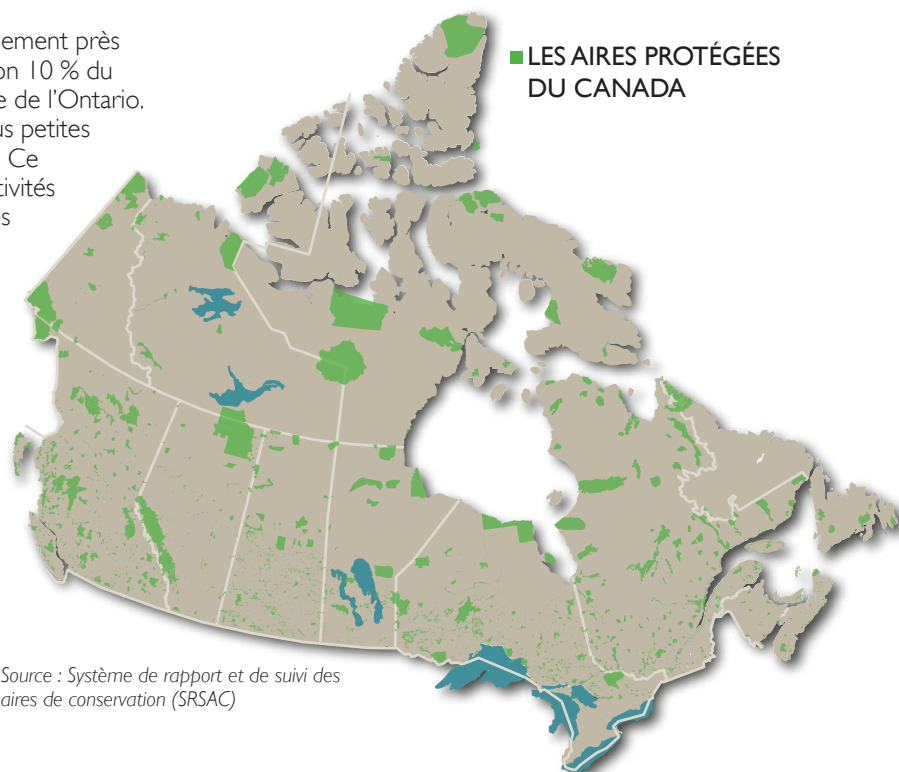 ement près
on 10 % du
e de l’Ontario.
us petites
Ce
tivités
es
LES AIRES PROTÉGÉES
DU CANADA
Source : Système de rapport et de suivi des
aires de conservation (SRSAC)